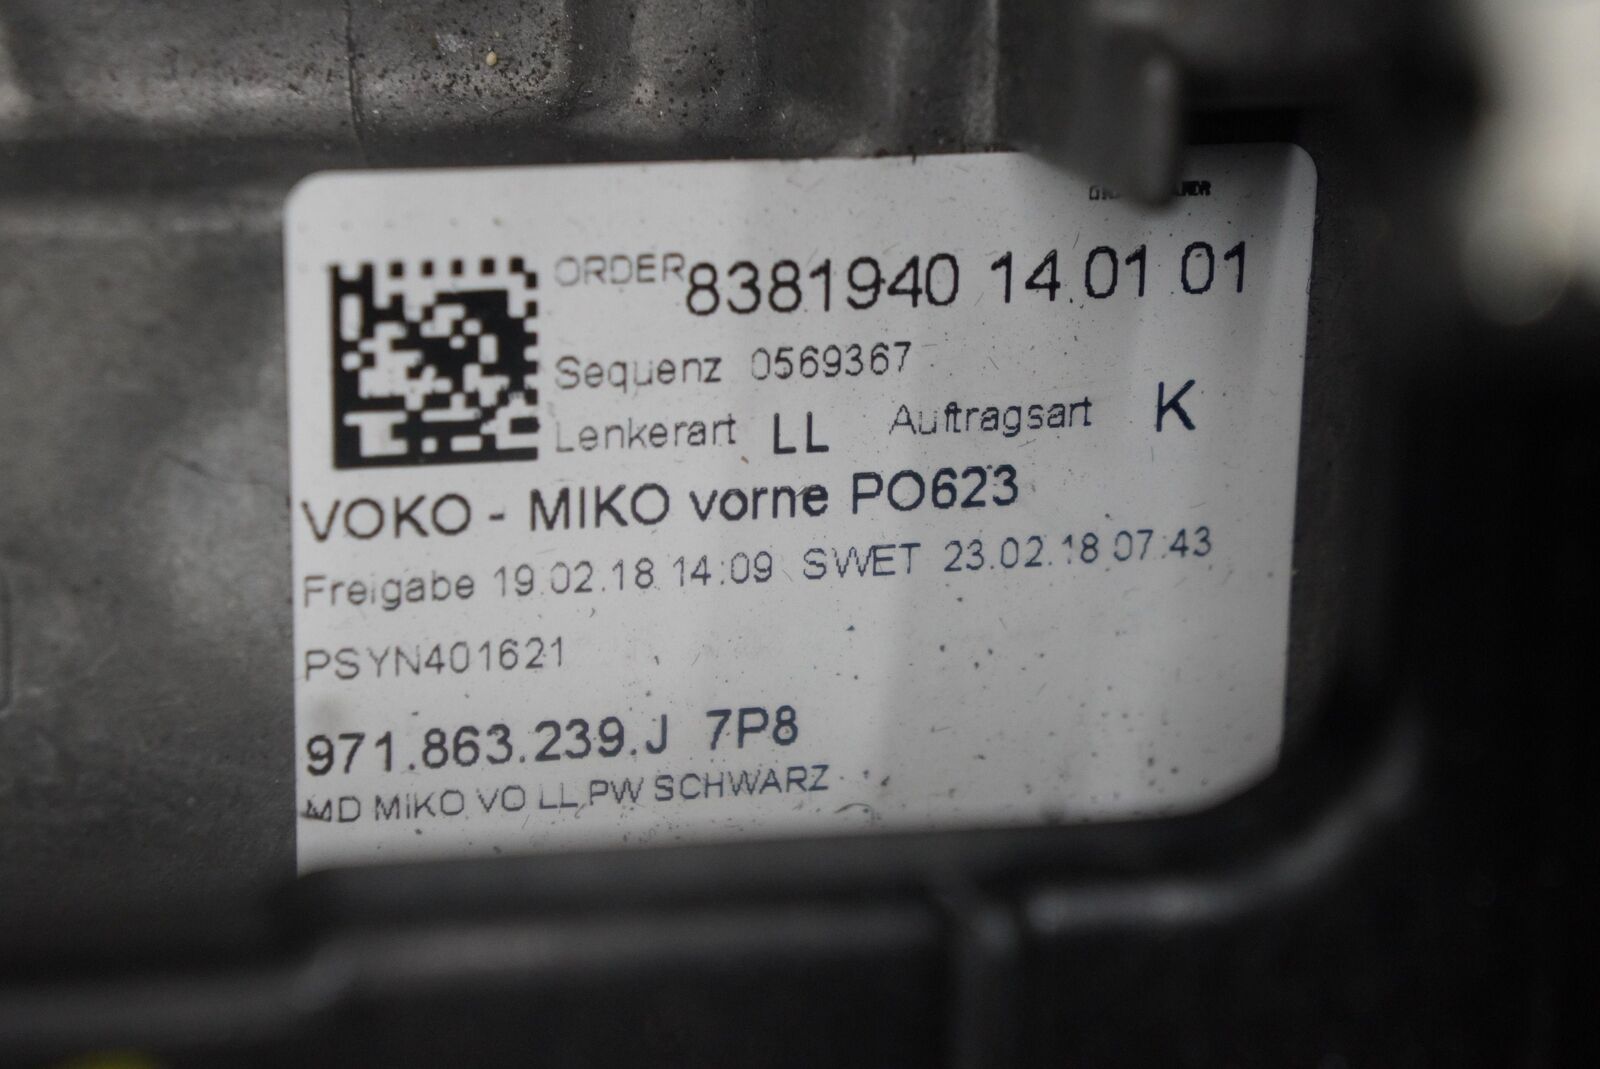 ORDER 8381940 14.01 01
Sequenz 0569367
Lenkerart LL Auftragsart K
VOKO - MIKO vorne PO623
Freigabe 19.02.18 14:09 SWET 23.02.18 07:43
PSYN401621
971.863.239.J 7P8
MD MIKO VO LL PW SCHWARZ